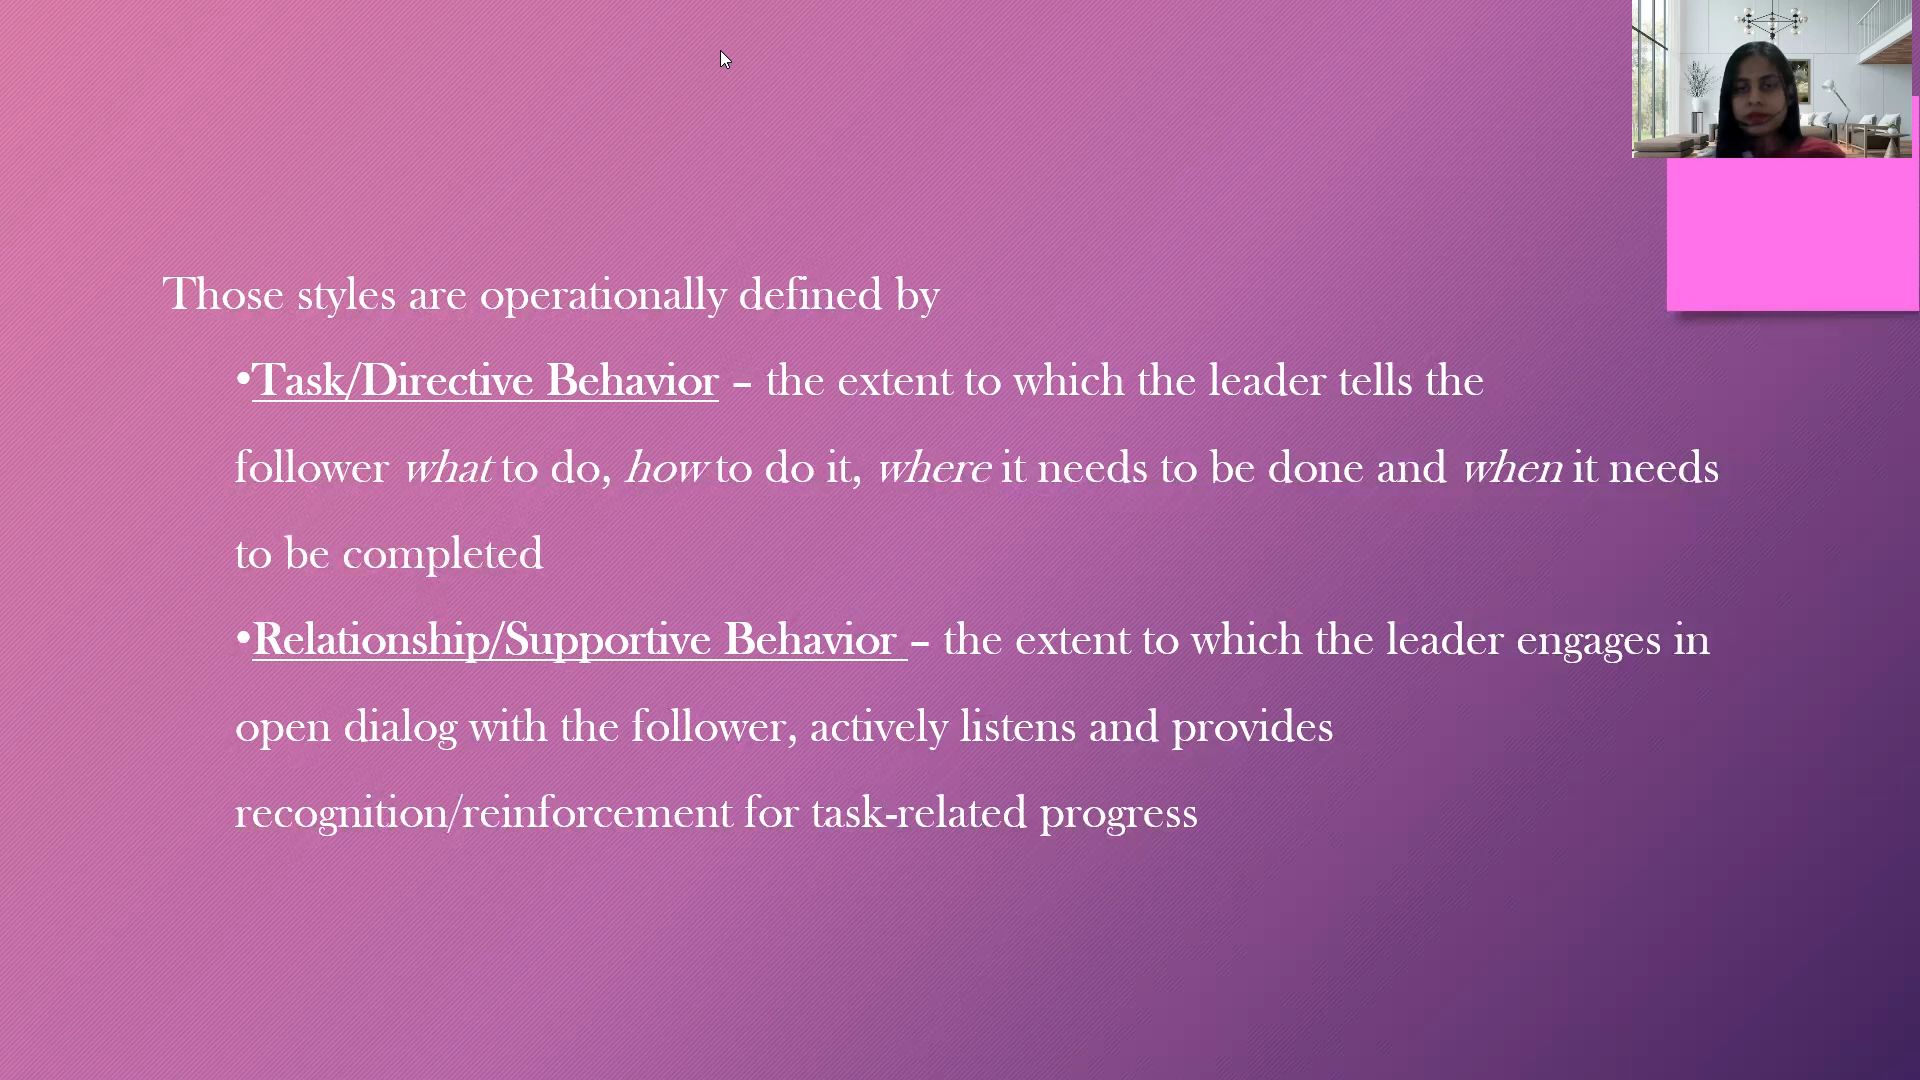 Those styles are operationally defined by
•Task/Directive Behavior – the extent to which the leader tells the
follower what to do, how to do it, where it needs to be done and when it needs
to be completed
•Relationship/Supportive Behavior – the extent to which the leader engages in
open dialog with the follower, actively listens and provides
recognition/reinforcement for task-related progress